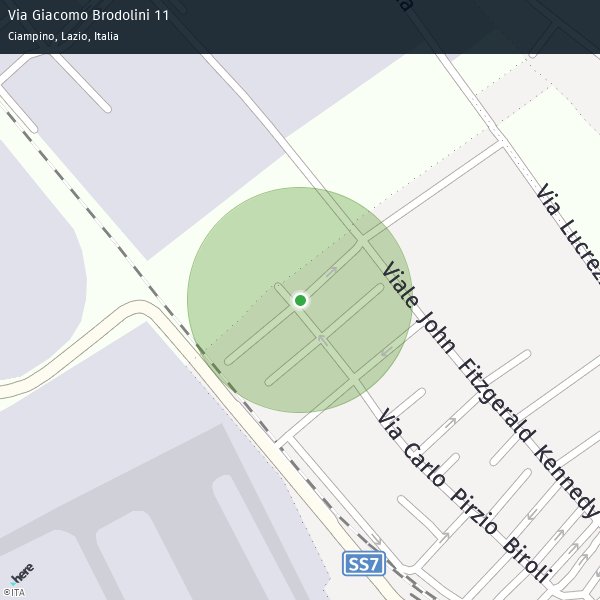 Via Giacomo Brodolini 11
Ciampino, Lazio, Italia
Via Lucrezi
Viale John Fitzgerald Kennedy
Via Carlo Pirzio Biroli
SS7
here
©ITA